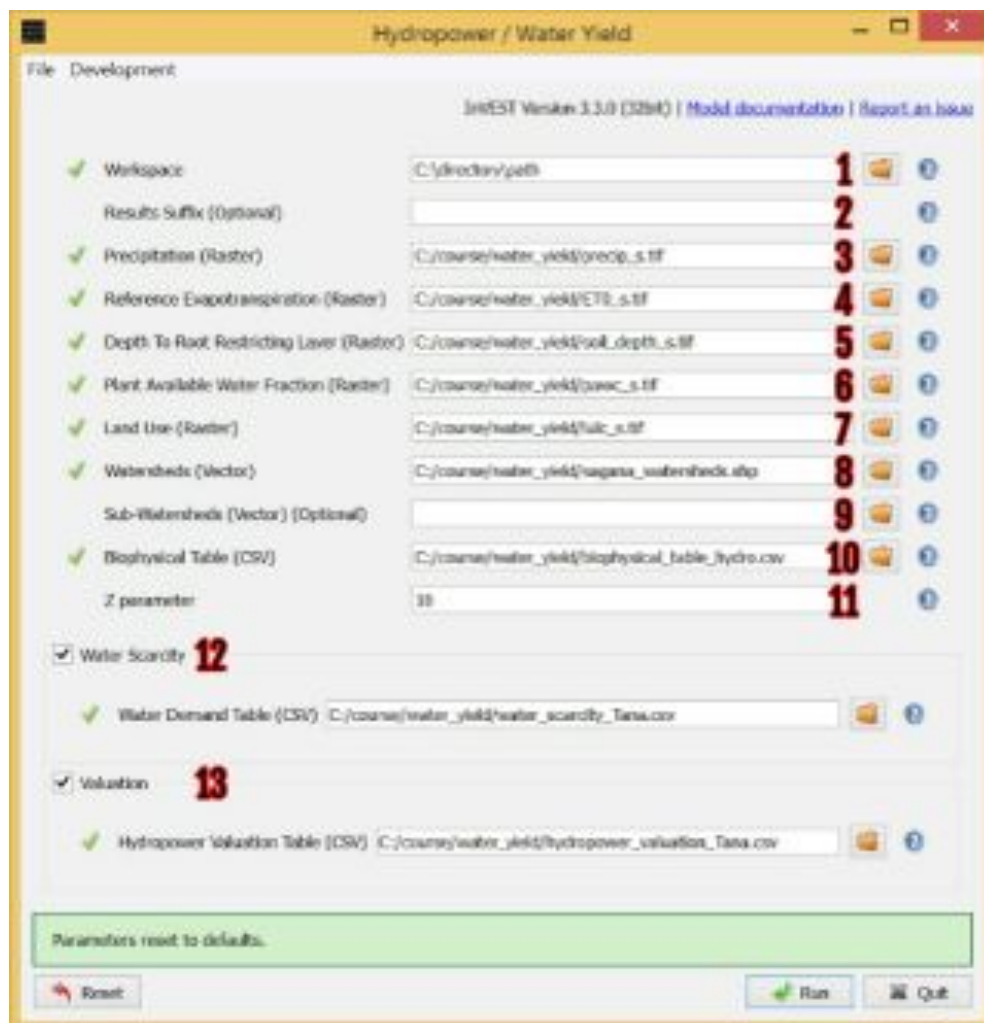 Hydropower / Water Yield
File Development
InVEST Version 3.3.0 (32bit) | Model documentation | Report an issue
Workspace C:\directory\path 1
Results Suffix (Optional) 2
Precipitation (Raster) C:/course/water_yield/precip_s.tif 3
Reference Evapotranspiration (Raster) C:/course/water_yield/ET0_s.tif 4
Depth To Root Restricting Layer (Raster) C:/course/water_yield/soil_depth_s.tif 5
Plant Available Water Fraction (Raster) C:/course/water_yield/pawc_s.tif 6
Land Use (Raster) C:/course/water_yield/lulc_s.tif 7
Watersheds (Vector) C:/course/water_yield/sagana_watersheds.shp 8
Sub-Watersheds (Vector) (Optional) 9
Biophysical Table (CSV) C:/course/water_yield/biophysical_table_hydro.csv 10
Z parameter 11
Water Scarcity 12
Water Demand Table (CSV) C:/course/water_yield/water_scarcity_Tana.csv
Valuation 13
Hydropower Valuation Table (CSV) C:/course/water_yield/hydropower_valuation_Tana.csv
Parameters reset to defaults.
Reset Run Quit